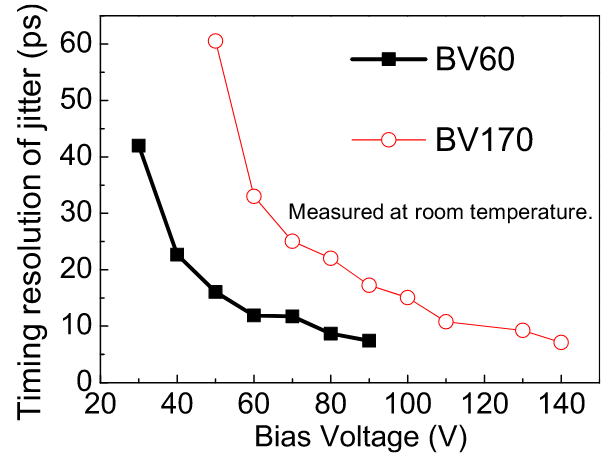 Timing resolution of jitter (ps)
60
50
40
30
20
10
0
BV60
BV170
Measured at room temperature.
20 40 60 80 100 120 140
Bias Voltage (V)